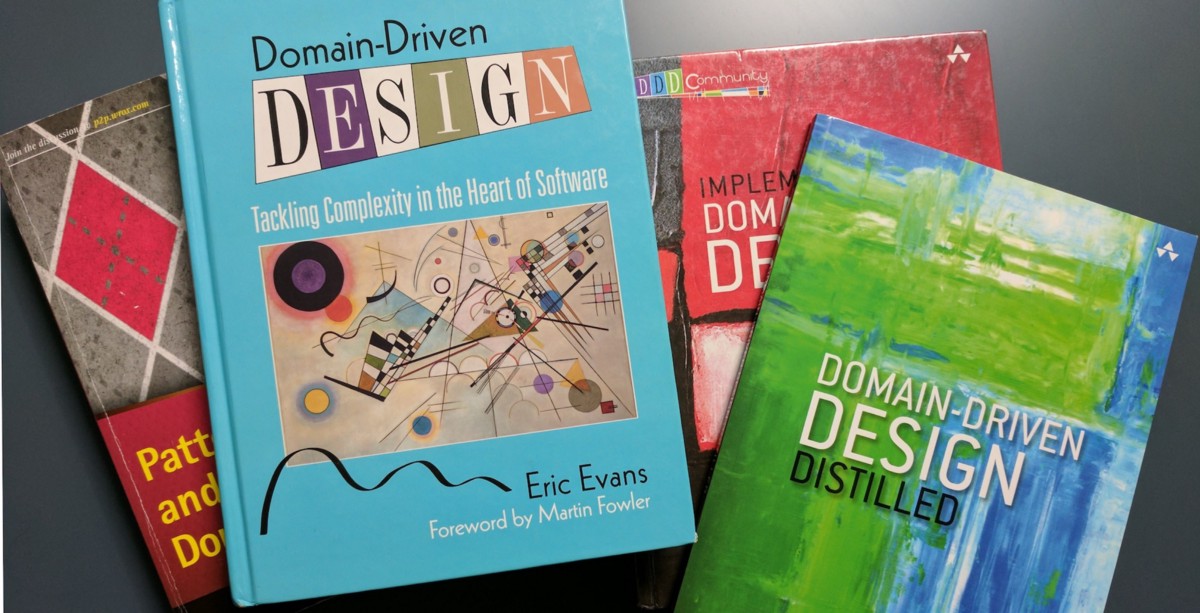 Join the discussion @ p2p.wrox.com
Patt
and
Do
Domain-Driven
DESIGN
Tackling Complexity in the Heart of Software
Eric Evans
Foreword by Martin Fowler
DDD Community
IMPLEM
DOMA
DE
DOMAIN-DRIVEN
DESIGN
DISTILLED